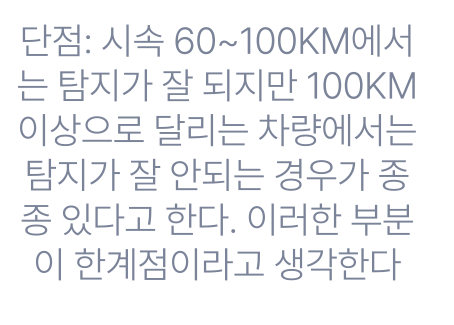 단점: 시속 60~100KM에서
는 탐지가 잘 되지만 100KM
이상으로 달리는 차량에서는
탐지가 잘 안되는 경우가 종
종 있다고 한다. 이러한 부분
이 한계점이라고 생각한다